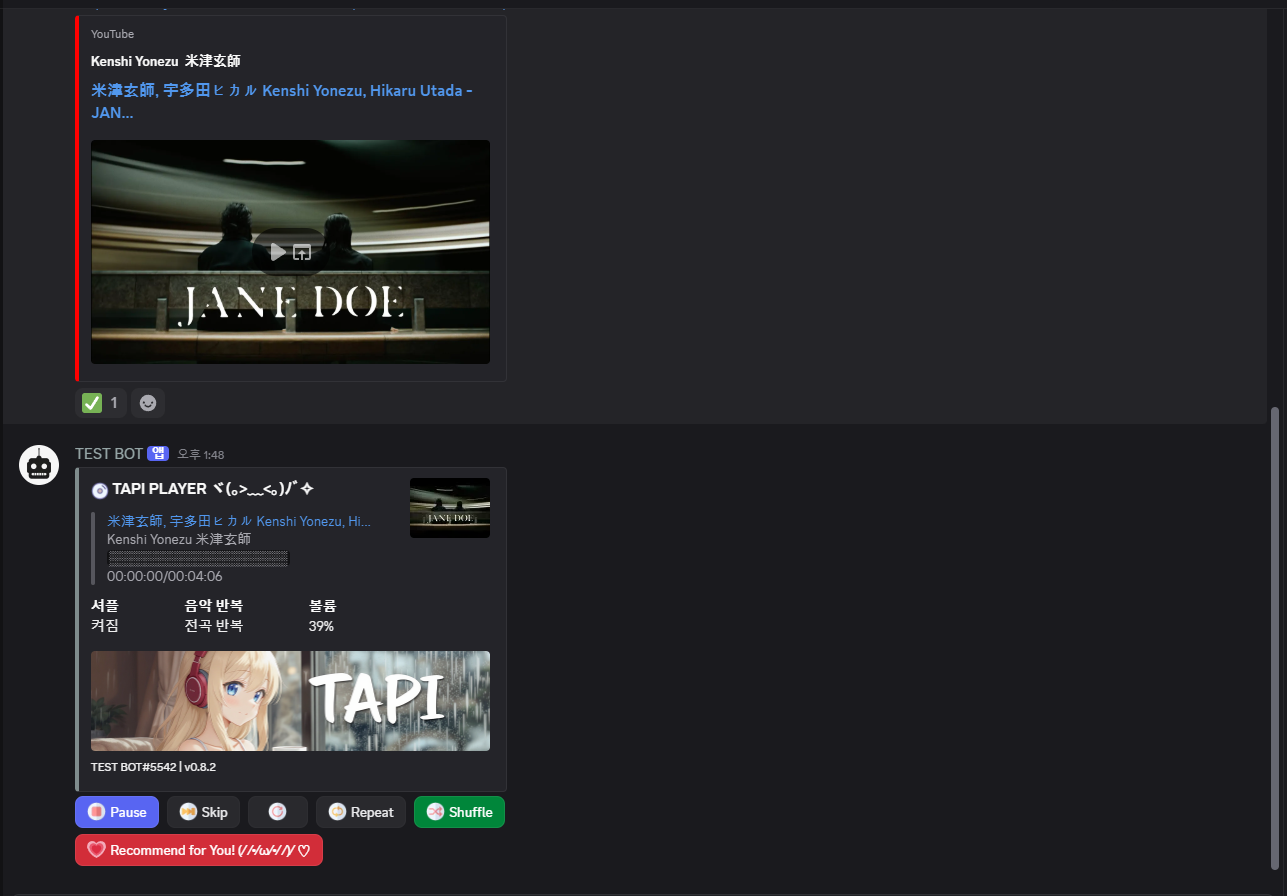 YouTube
Kenshi Yonezu 米津玄師
米津玄師, 宇多田ヒカル Kenshi Yonezu, Hikaru Utada -
JAN...
JANE DOE
1
TEST BOT 앱 오후 1:48
TAPI PLAYER ヾ(｡>﹏<｡)ﾉﾞ✧
JANE DOE
米津玄師, 宇多田ヒカル Kenshi Yonezu, Hi...
Kenshi Yonezu 米津玄師
00:00:00/00:04:06
셔플 음악 반복 볼륨
켜짐 전곡 반복 39%
TAPI
TEST BOT#5542 | v0.8.2
Pause Skip Repeat Shuffle
Recommend for You! (//•/ω/•//)/ ♡